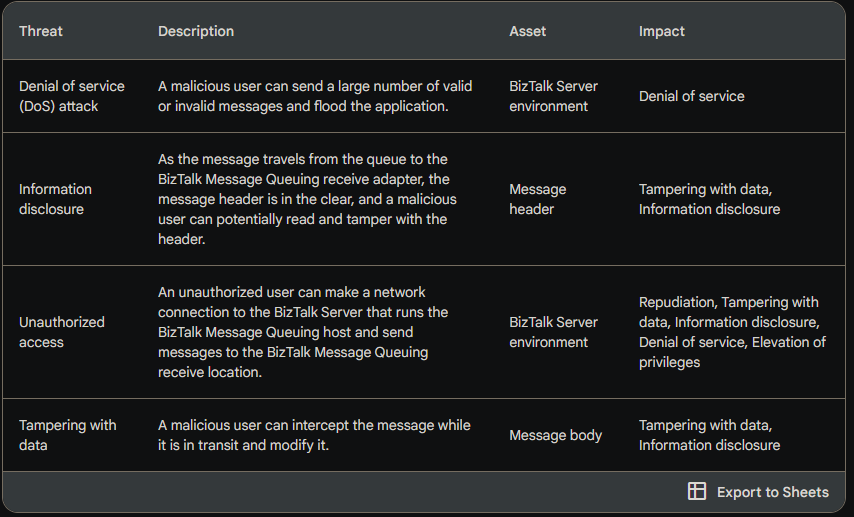 Threat Description Asset Impact
Denial of service
(DoS) attack
A malicious user can send a large number of valid
or invalid messages and flood the application.
BizTalk Server
environment
Denial of service
Information
disclosure
As the message travels from the queue to the
BizTalk Message Queuing receive adapter, the
message header is in the clear, and a malicious
user can potentially read and tamper with the
header.
Message
header
Tampering with data,
Information disclosure
Unauthorized
access
An unauthorized user can make a network
connection to the BizTalk Server that runs the
BizTalk Message Queuing host and send
messages to the BizTalk Message Queuing
receive location.
BizTalk Server
environment
Repudiation, Tampering with
data, Information disclosure,
Denial of service, Elevation of
privileges
Tampering with
data
A malicious user can intercept the message while
it is in transit and modify it.
Message body
Tampering with data,
Information disclosure
Export to Sheets